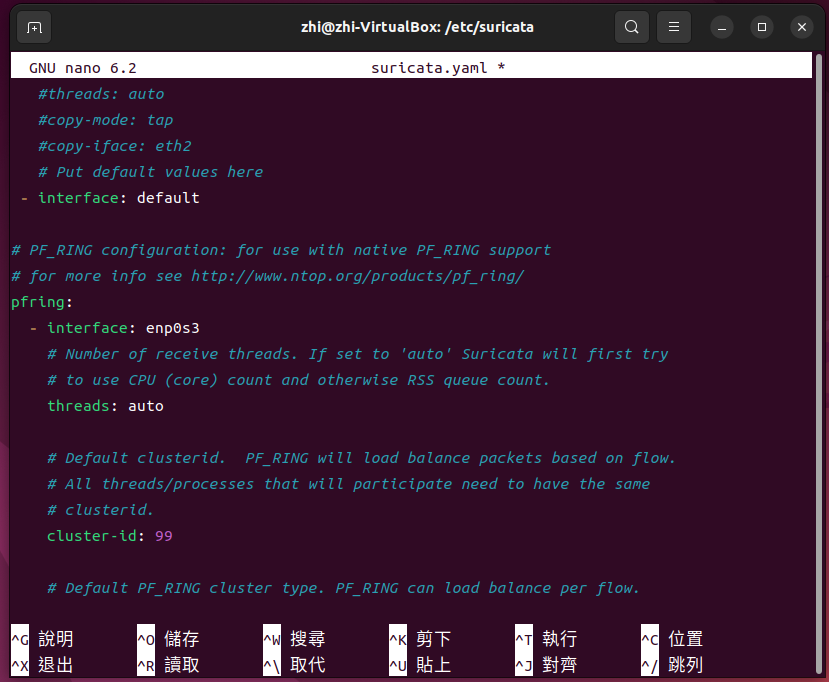 zhi@zhi-VirtualBox: /etc/suricata
GNU nano 6.2 suricata.yaml *
#threads: auto
#copy-mode: tap
#copy-iface: eth2
# Put default values here
- interface: default
# PF_RING configuration: for use with native PF_RING support
# for more info see http://www.ntop.org/products/pf_ring/
pfring:
- interface: enp0s3
# Number of receive threads. If set to 'auto' Suricata will first try
# to use CPU (core) count and otherwise RSS queue count.
threads: auto
# Default clusterid.  PF_RING will load balance packets based on flow.
# All threads/processes that will participate need to have the same
# clusterid.
cluster-id: 99
# Default PF_RING cluster type. PF_RING can load balance per flow.
^G 說明 ^O 儲存 ^W 搜尋 ^K 剪下 ^T 執行 ^C 位置
^X 退出 ^R 讀取 ^\ 取代 ^U 貼上 ^J 對齊 ^/ 跳列